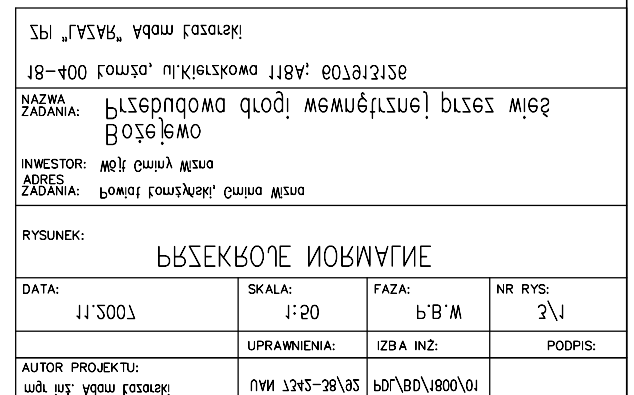 ZPI "LAZAR" Adam Łazarski
18-400 Łomża, ul.Kierzkowa 118A; 607913126
NAZWA ZADANIA: Przebudowa drogi wewnętrznej przez wieś
Bożejewo
INWESTOR: Wójt Gminy Wizna
ADRES ZADANIA: Powiat Łomżyński, Gmina Wizna
RYSUNEK:
PRZEKROJE NORMALNE
DATA: SKALA: FAZA: NR RYS:
11.2007 1:50 P.B.W 3/1
UPRAWNIENIA: IZBA INŻ: PODPIS:
AUTOR PROJEKTU:
mgr inż. Adam Łazarski UAN 7342-38/92 PDL/BD/1800/01